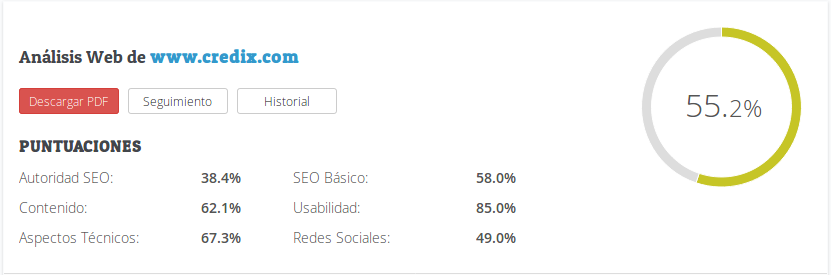 Análisis Web de www.credix.com
55.2%
Descargar PDF Seguimiento Historial
PUNTUACIONES
Autoridad SEO: 38.4% SEO Básico: 58.0%
Contenido: 62.1% Usabilidad: 85.0%
Aspectos Técnicos: 67.3% Redes Sociales: 49.0%